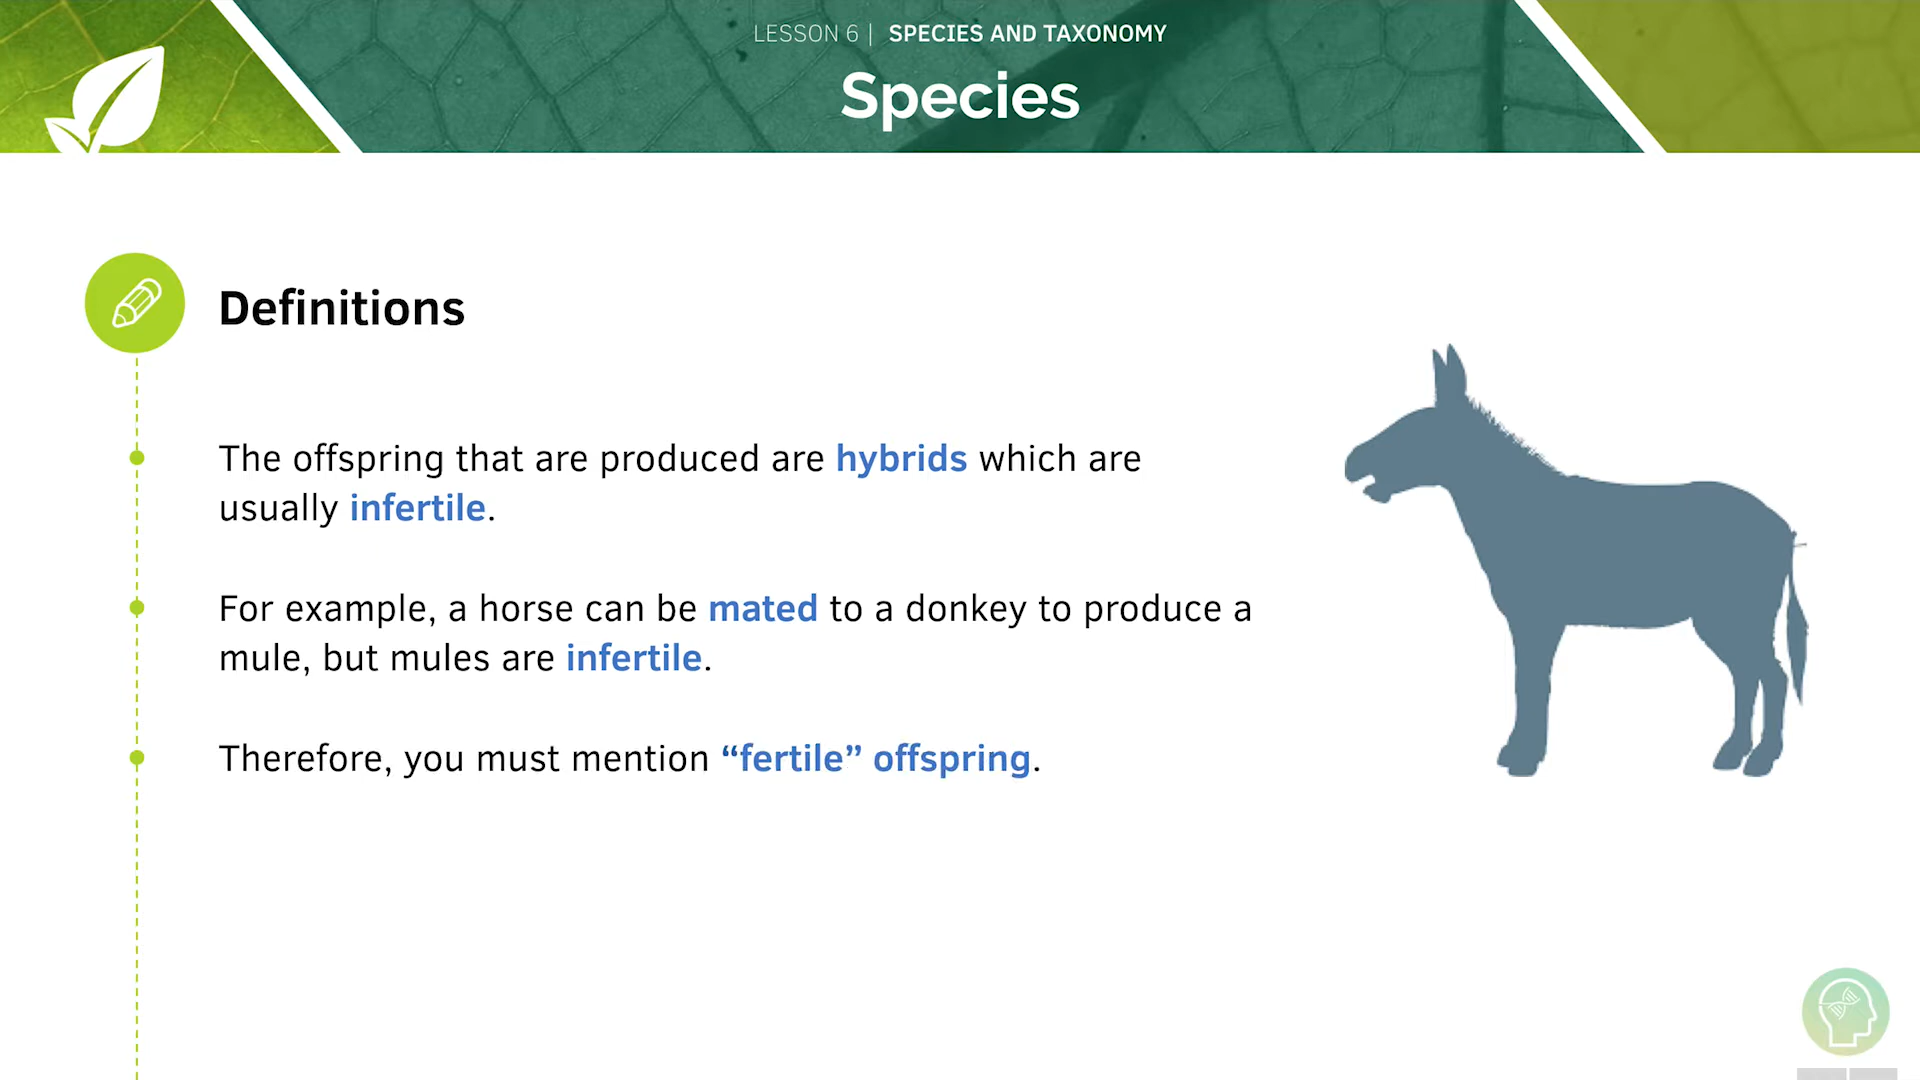 LESSON 6 | SPECIES AND TAXONOMY
Species
Definitions
The offspring that are produced are hybrids which are
usually infertile.
For example, a horse can be mated to a donkey to produce a
mule, but mules are infertile.
Therefore, you must mention “fertile” offspring.